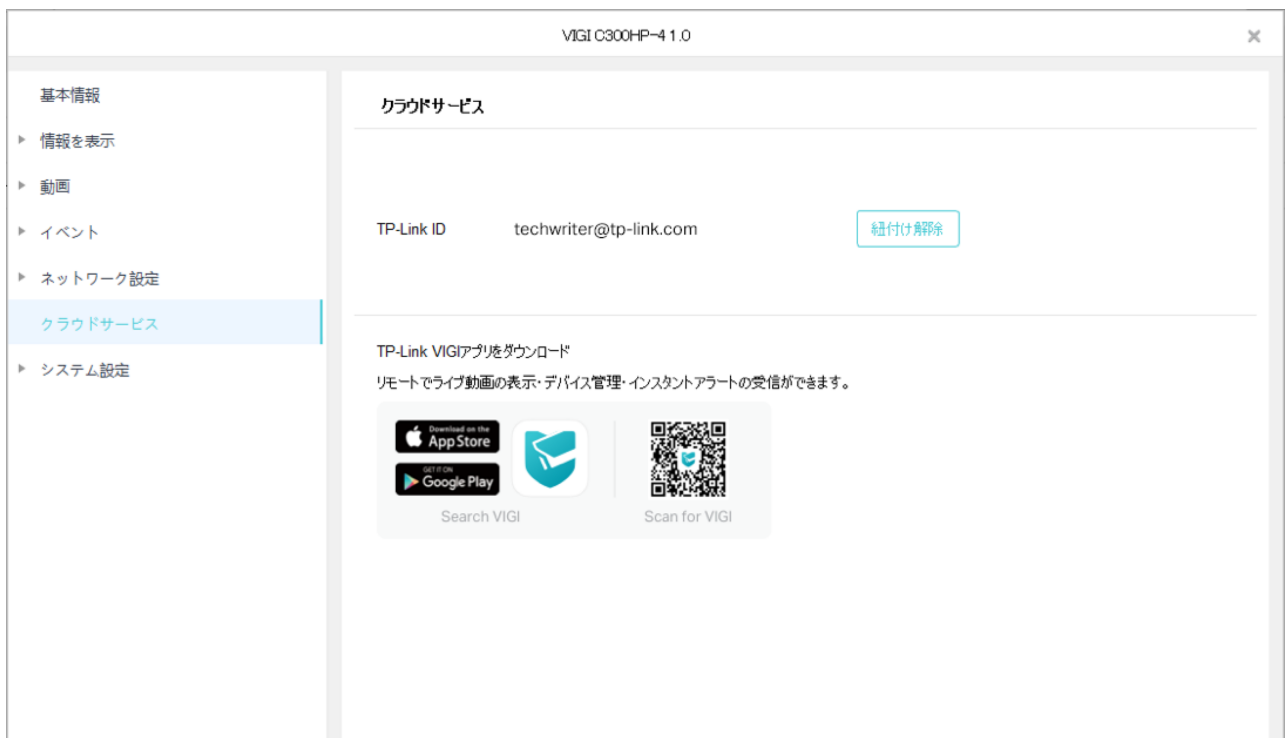 VIGI C300HP-4 1.0
基本情報
情報を表示
動画
イベント
ネットワーク設定
クラウドサービス
システム設定
クラウドサービス
TP-Link ID techwriter@tp-link.com 紐付け解除
TP-Link VIGIアプリをダウンロード
リモートでライブ動画の表示・デバイス管理・インスタントアラートの受信ができます。
Download on the
App Store
GET IT ON
Google Play
Search VIGI
Scan for VIGI